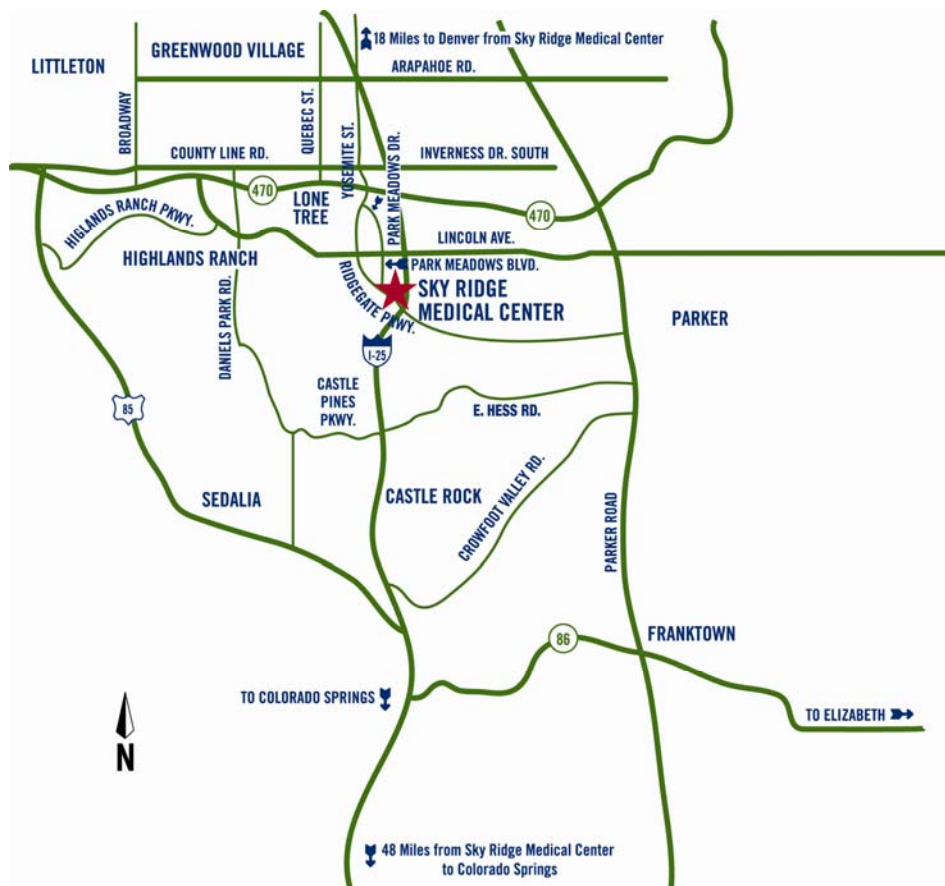 18 Miles to Denver from Sky Ridge Medical Center
GREENWOOD VILLAGE
LITTLETON
ARAPAHOE RD.
BROADWAY
QUEBEC ST.
YOSEMITE ST.
PARK MEADOWS DR.
COUNTY LINE RD.
INVERNESS DR. SOUTH
470
LONE
TREE
470
HIGLANDS RANCH PKWY.
LINCOLN AVE.
HIGHLANDS RANCH
PARK MEADOWS BLVD.
SKY RIDGE
MEDICAL CENTER
RIDGEGATE PKWY.
DANIELS PARK RD.
PARKER
I-25
CASTLE
PINES
PKWY.
85
E. HESS RD.
SEDALIA
CASTLE ROCK
CROWFOOT VALLEY RD.
PARKER ROAD
86
FRANKTOWN
TO COLORADO SPRINGS
TO ELIZABETH
N
48 Miles from Sky Ridge Medical Center
to Colorado Springs